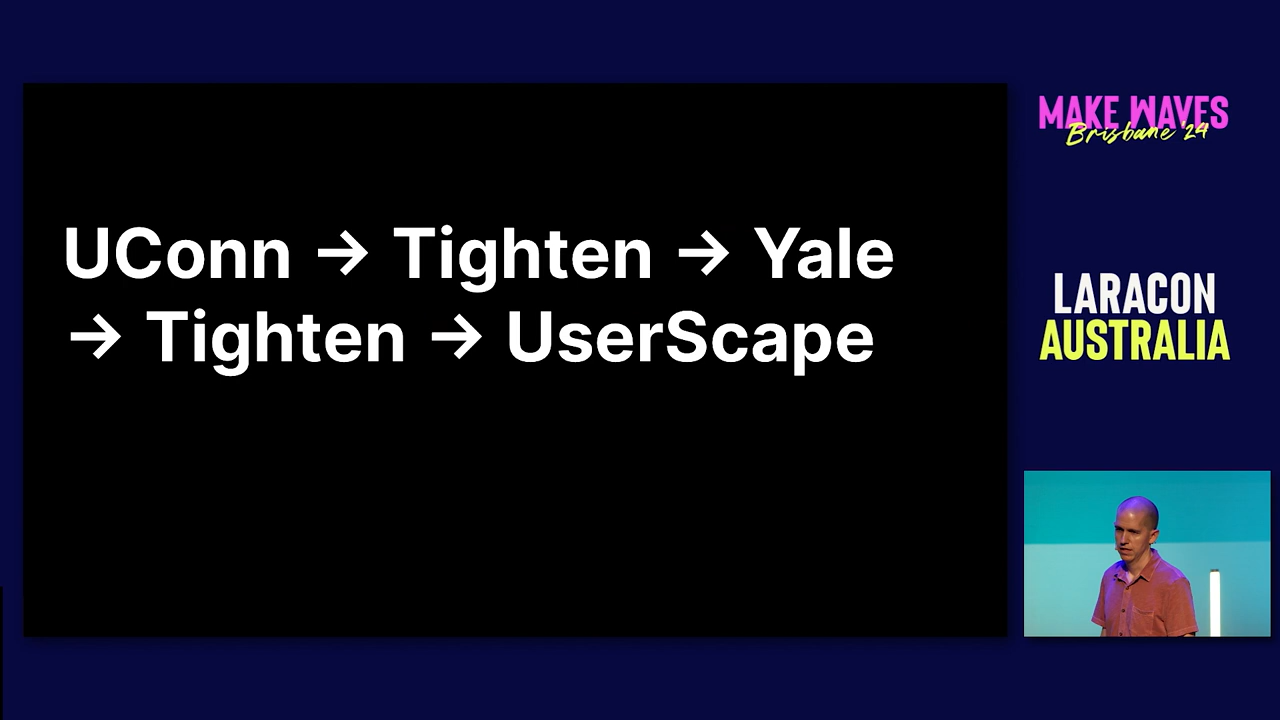 UConn → Tighten → Yale
→ Tighten → UserScape
MAKE WAVES
Brisbane '24
LARACON
AUSTRALIA